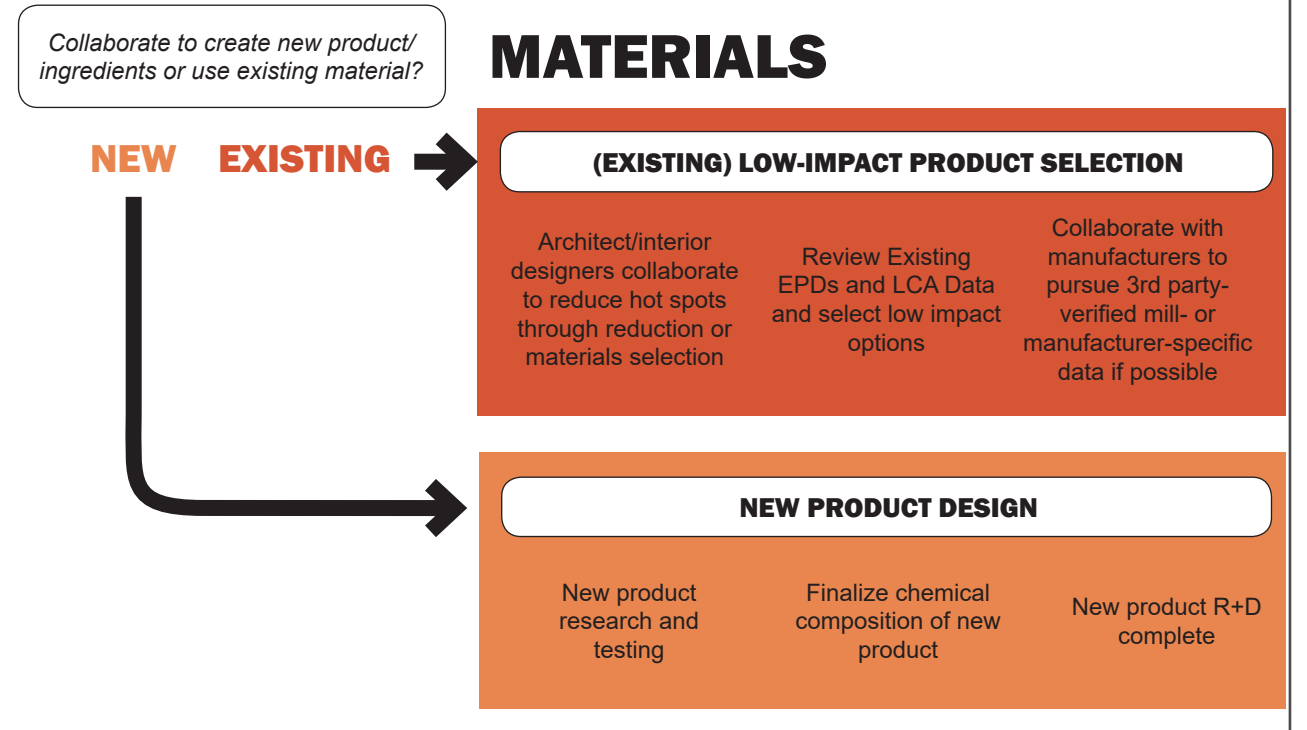 Collaborate to create new product/
ingredients or use existing material?
MATERIALS
NEW EXISTING
(EXISTING) LOW-IMPACT PRODUCT SELECTION
Architect/interior
designers collaborate
to reduce hot spots
through reduction or
materials selection
Review Existing
EPDs and LCA Data
and select low impact
options
Collaborate with
manufacturers to
pursue 3rd party-
verified mill- or
manufacturer-specific
data if possible
NEW PRODUCT DESIGN
New product
research and
testing
Finalize chemical
composition of new
product
New product R+D
complete